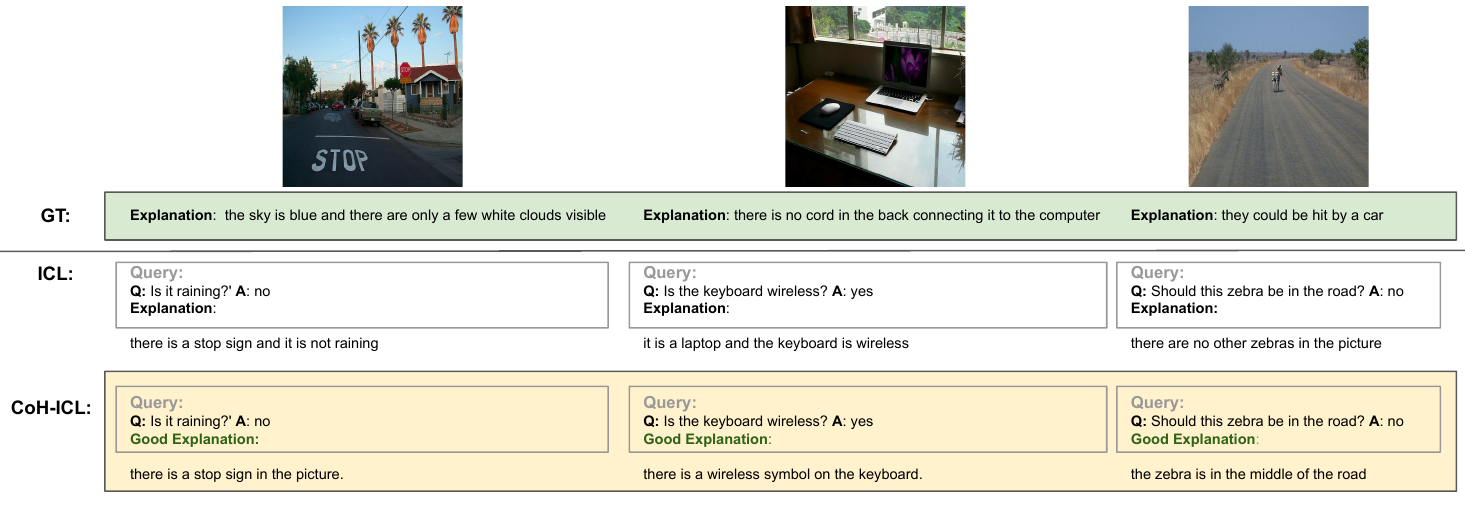 STOP
STOP
GT:
Explanation: the sky is blue and there are only a few white clouds visible
Explanation: there is no cord in the back connecting it to the computer
Explanation: they could be hit by a car
ICL:
Query:
Q: Is it raining?' A: no
Explanation:
there is a stop sign and it is not raining
Query:
Q: Is the keyboard wireless? A: yes
Explanation:
it is a laptop and the keyboard is wireless
Query:
Q: Should this zebra be in the road? A: no
Explanation:
there are no other zebras in the picture
CoH-ICL:
Query:
Q: Is it raining?' A: no
Good Explanation:
there is a stop sign in the picture.
Query:
Q: Is the keyboard wireless? A: yes
Good Explanation:
there is a wireless symbol on the keyboard.
Query:
Q: Should this zebra be in the road? A: no
Good Explanation:
the zebra is in the middle of the road